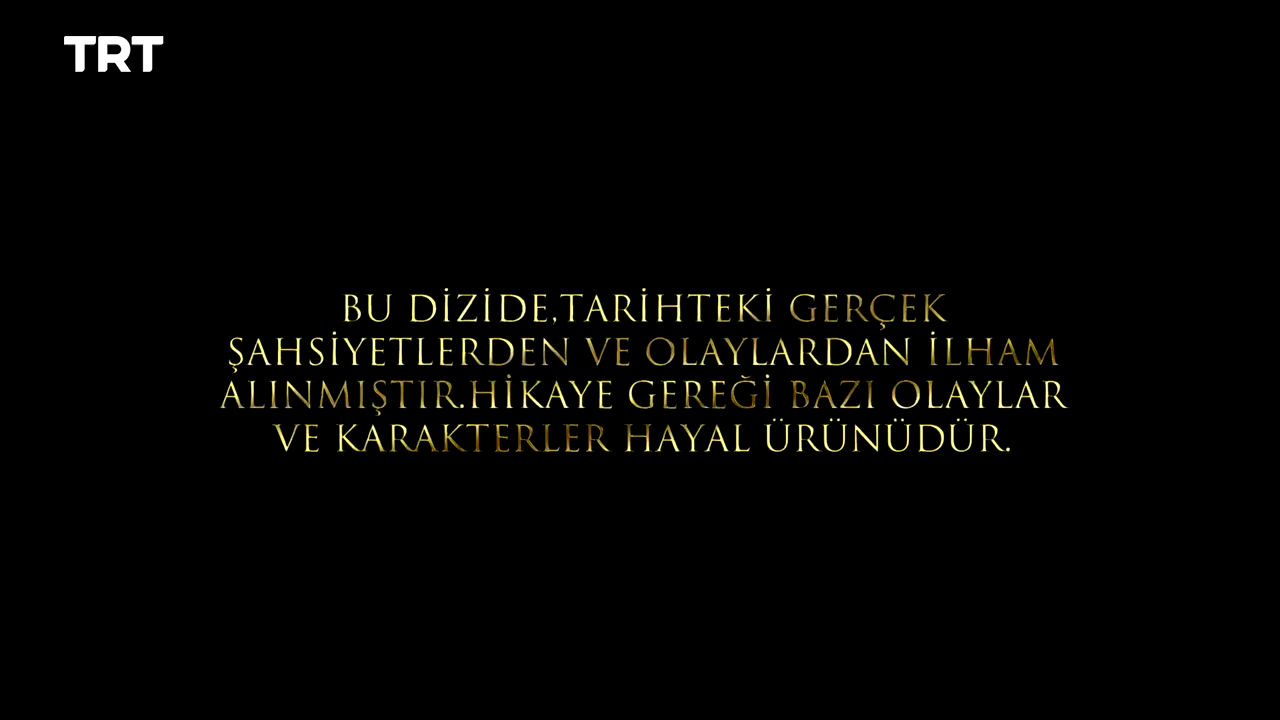 TRT
BU DİZİDE,TARİHTEKİ GERÇEK
ŞAHSİYETLERDEN VE OLAYLARDAN İLHAM
ALINMIŞTIR.HİKAYE GEREĞİ BAZI OLAYLAR
VE KARAKTERLER HAYAL ÜRÜNÜDÜR.